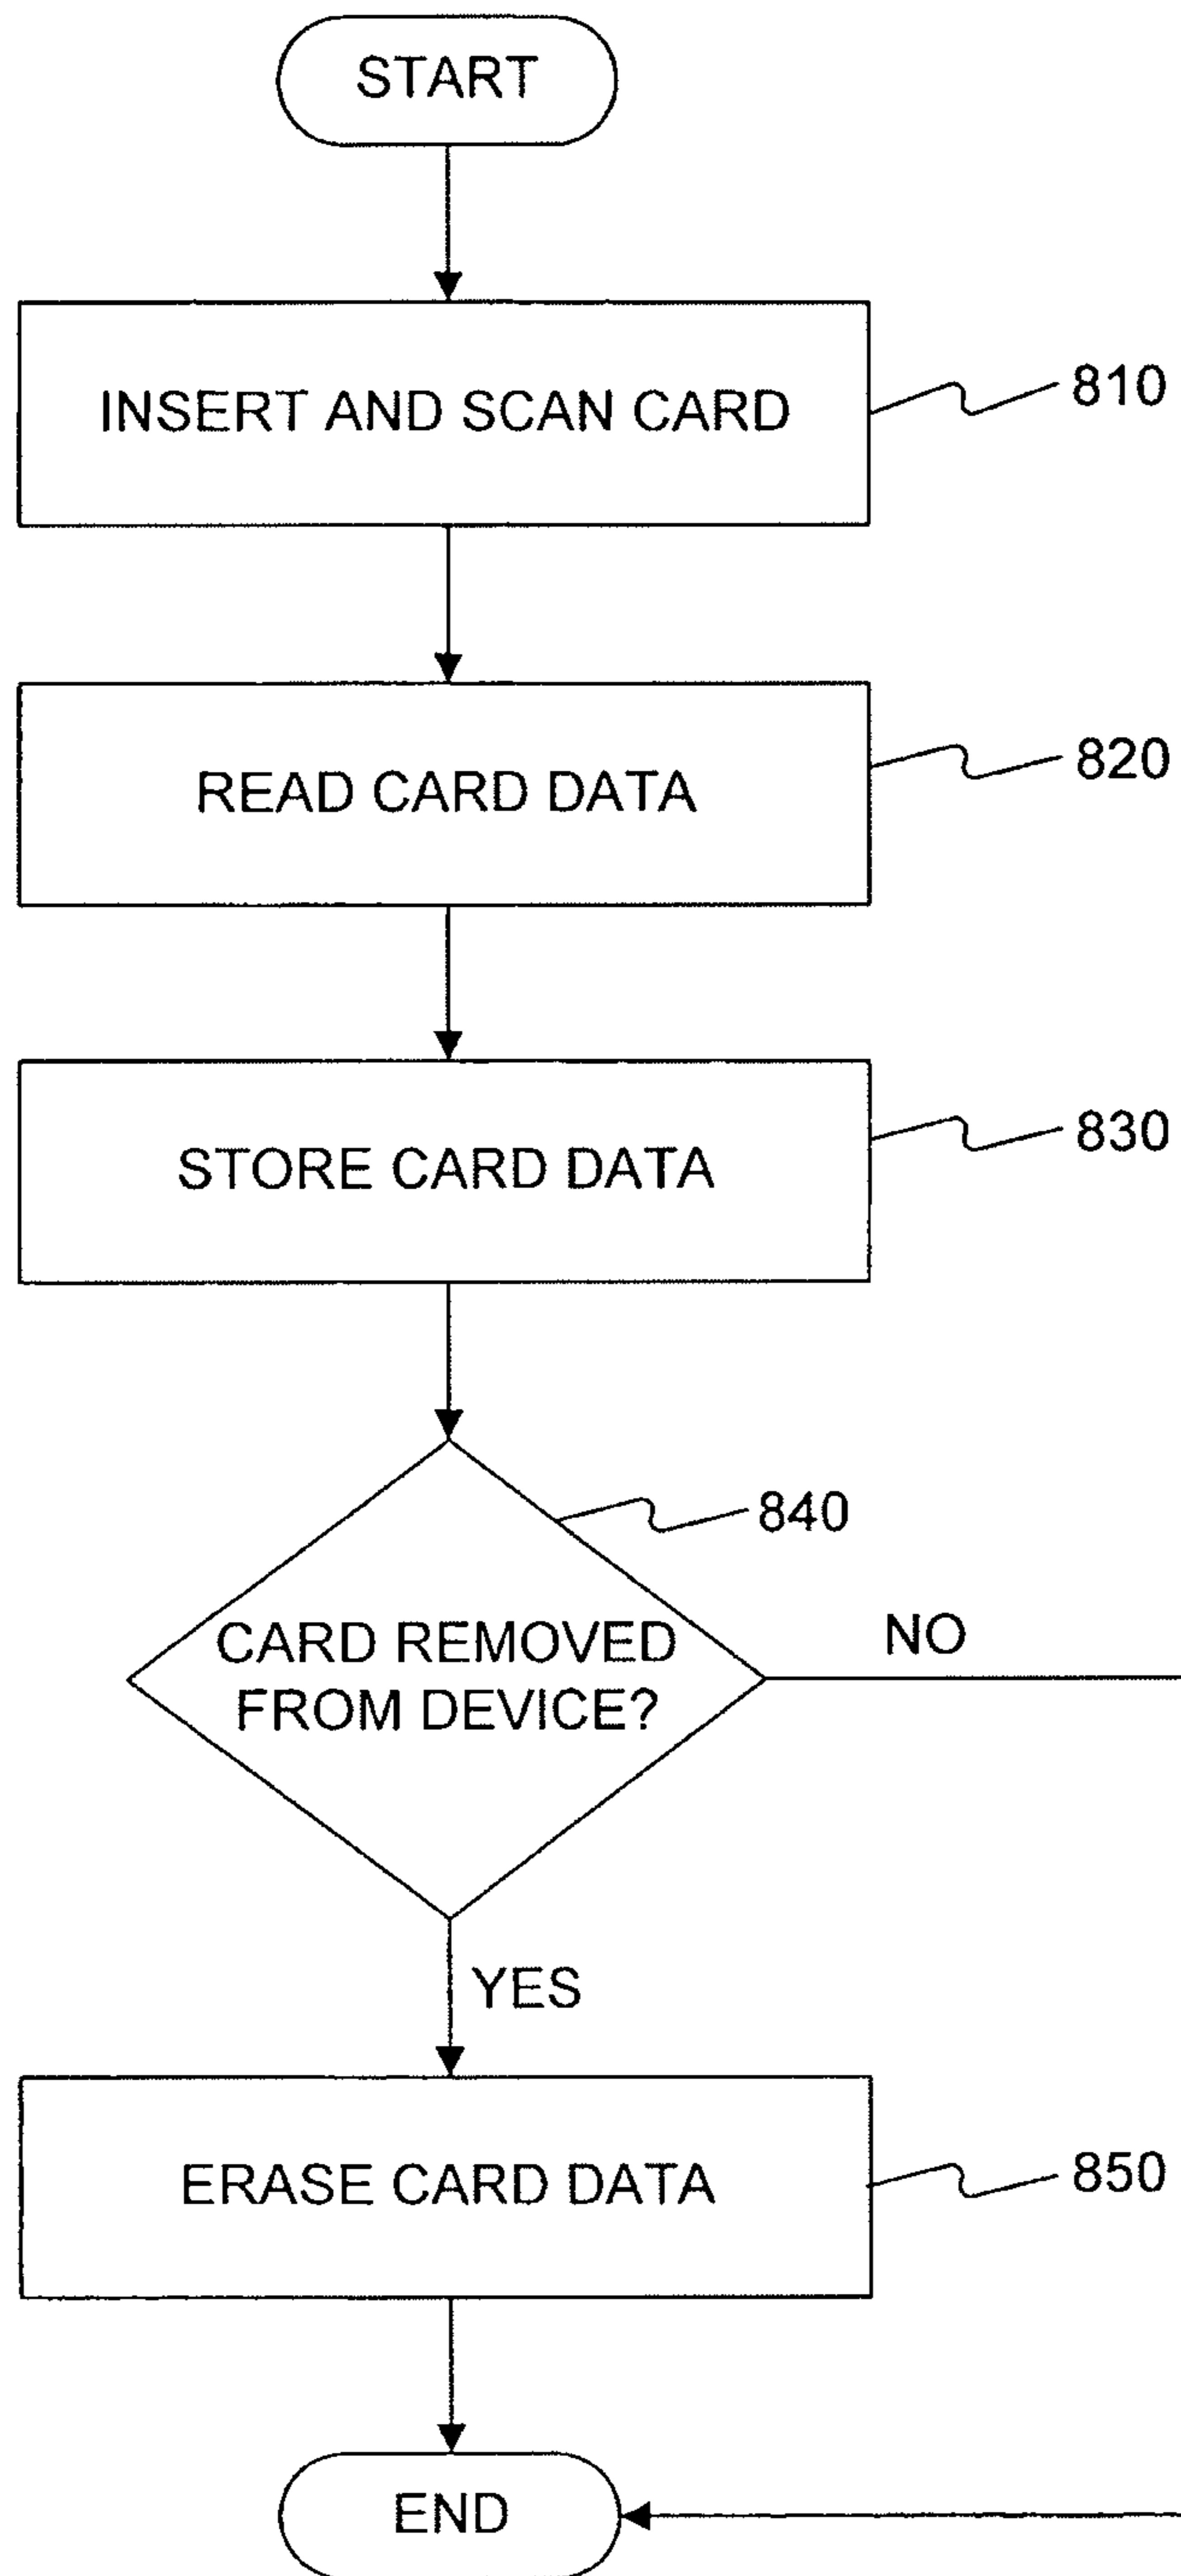 START
INSERT AND SCAN CARD
810
READ CARD DATA
820
STORE CARD DATA
830
840
CARD REMOVED
FROM DEVICE?
NO
YES
ERASE CARD DATA
850
END